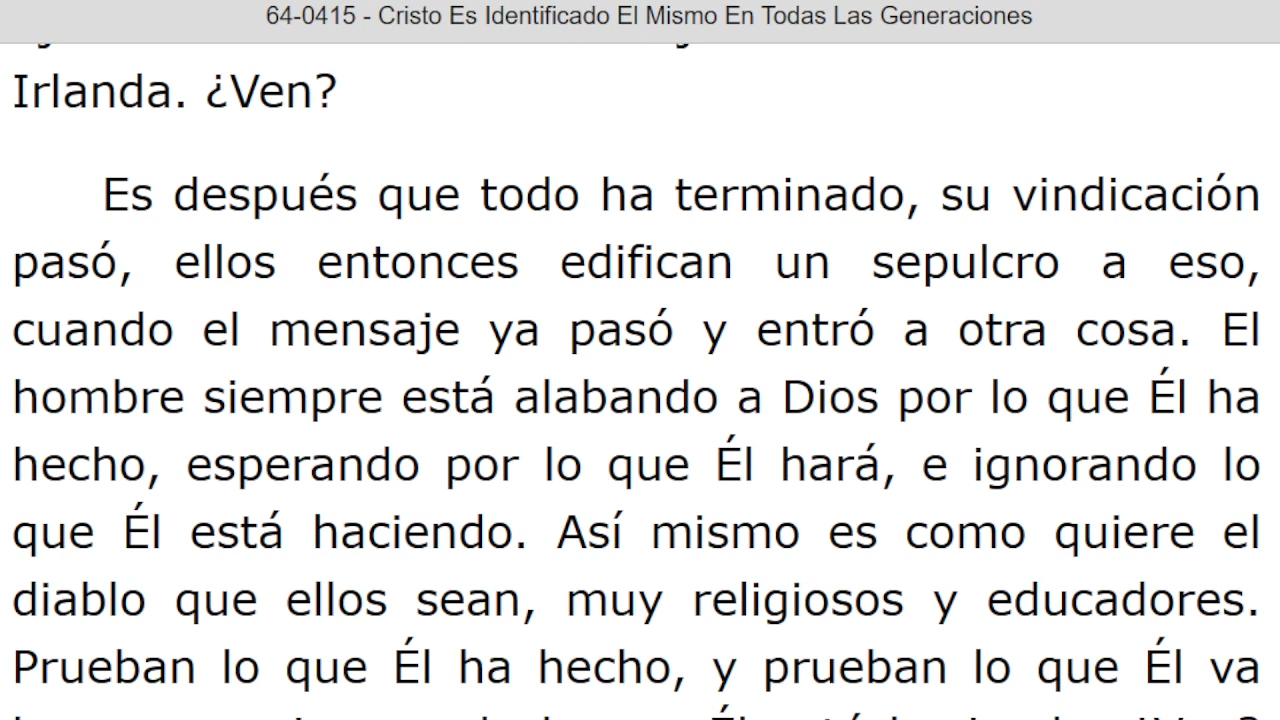 64-0415 - Cristo Es Identificado El Mismo En Todas Las Generaciones
Irlanda. ¿Ven?
Es después que todo ha terminado, su vindicación
pasó, ellos entonces edifican un sepulcro a eso,
cuando el mensaje ya pasó y entró a otra cosa. El
hombre siempre está alabando a Dios por lo que Él ha
hecho, esperando por lo que Él hará, e ignorando lo
que Él está haciendo. Así mismo es como quiere el
diablo que ellos sean, muy religiosos y educadores.
Prueban lo que Él ha hecho, y prueban lo que Él va